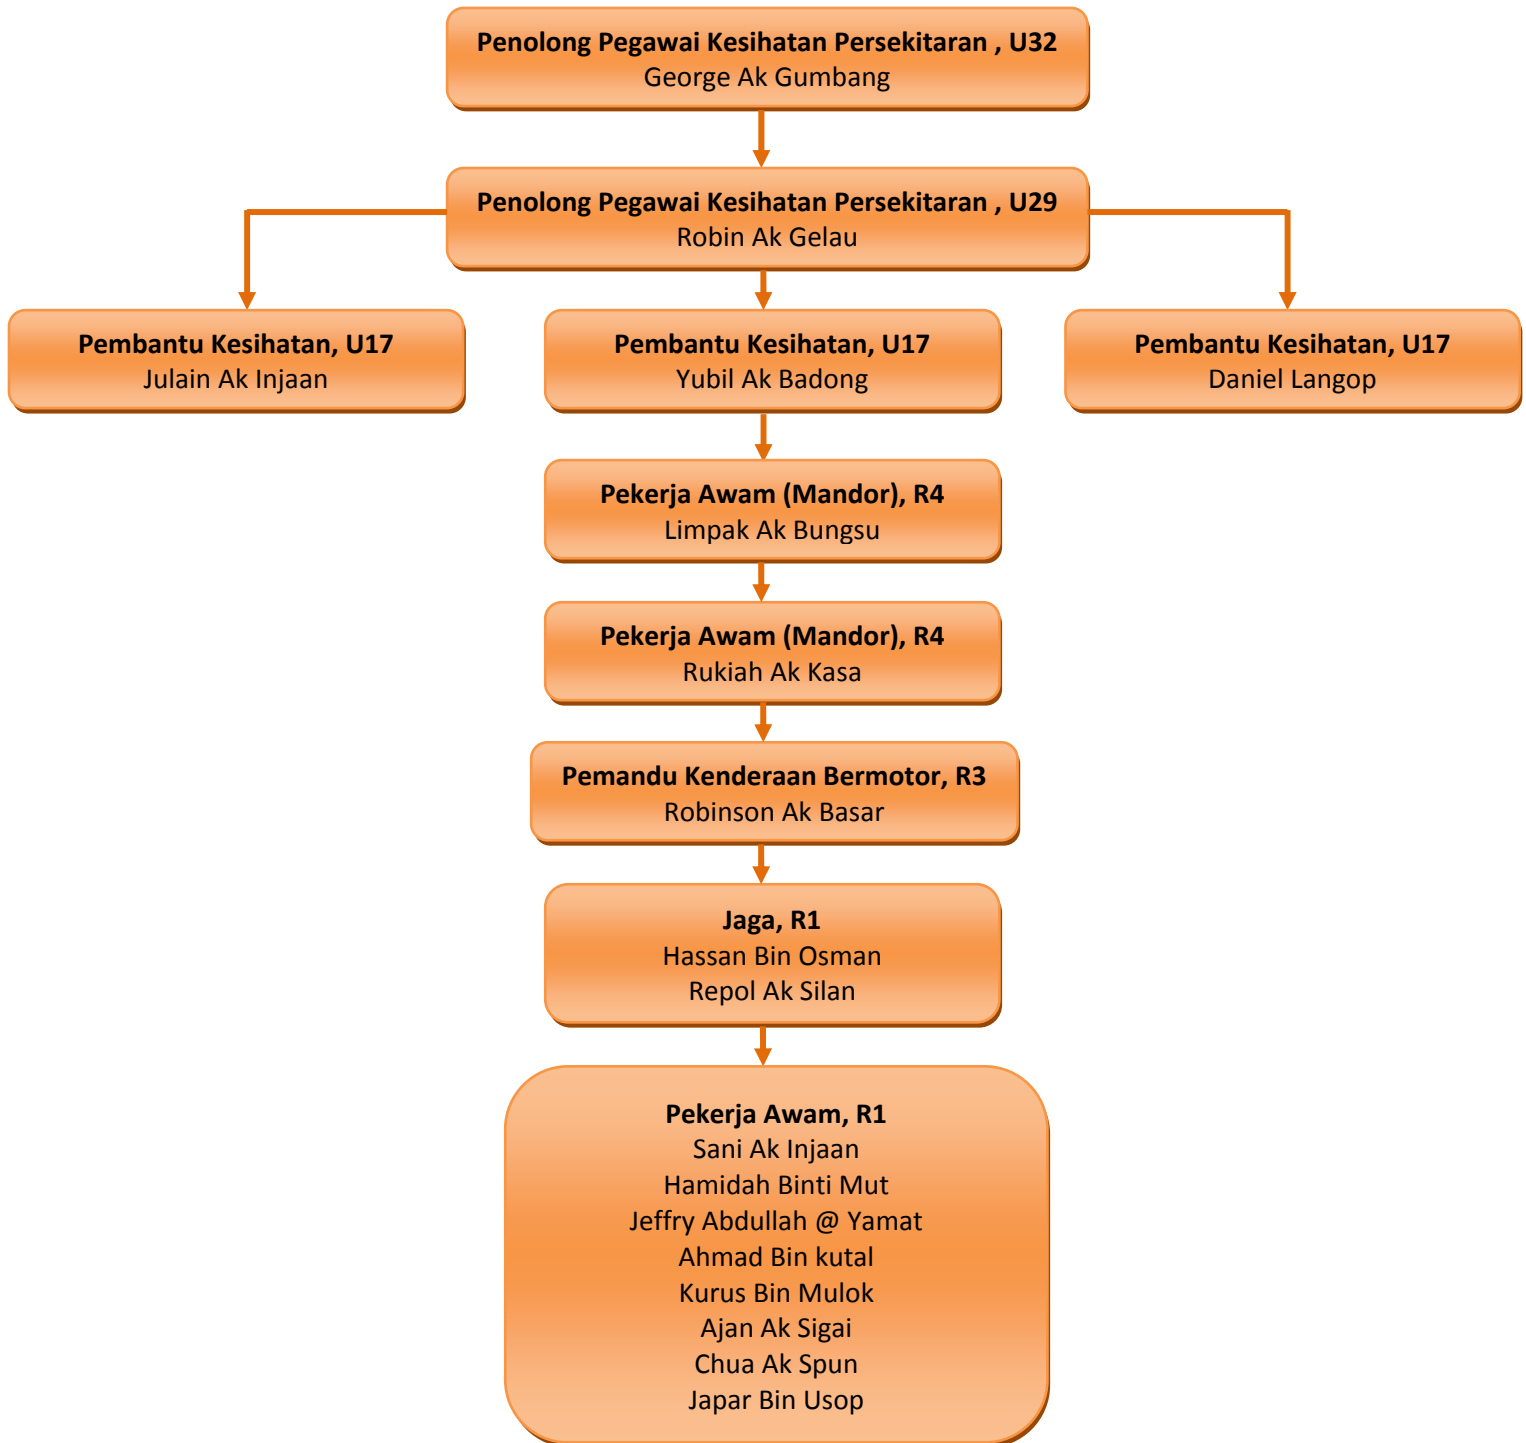 Penolong Pegawai Kesihatan Persekitaran , U32
George Ak Gumbang
Penolong Pegawai Kesihatan Persekitaran , U29
Robin Ak Gelau
Pembantu Kesihatan, U17
Julain Ak Injaan
Pembantu Kesihatan, U17
Yubil Ak Badong
Pembantu Kesihatan, U17
Daniel Langop
Pekerja Awam (Mandor), R4
Limpak Ak Bungsu
Pekerja Awam (Mandor), R4
Rukiah Ak Kasa
Pemandu Kenderaan Bermotor, R3
Robinson Ak Basar
Jaga, R1
Hassan Bin Osman
Repol Ak Silan
Pekerja Awam, R1
Sani Ak Injaan
Hamidah Binti Mut
Jeffry Abdullah @ Yamat
Ahmad Bin kutal
Kurus Bin Mulok
Ajan Ak Sigai
Chua Ak Spun
Japar Bin Usop